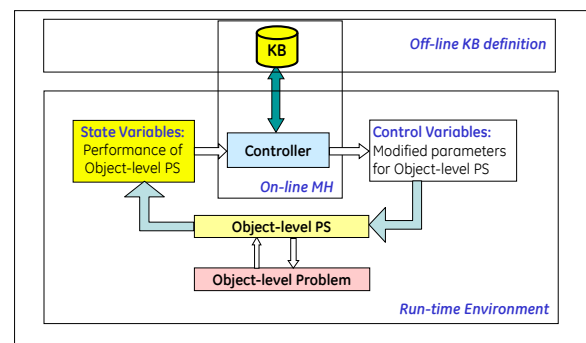 KB
Off-line KB definition
State Variables:
Performance of
Object-level PS
Controller
Control Variables:
Modified parameters
for Object-level PS
On-line MH
Object-level PS
Object-level Problem
Run-time Environment